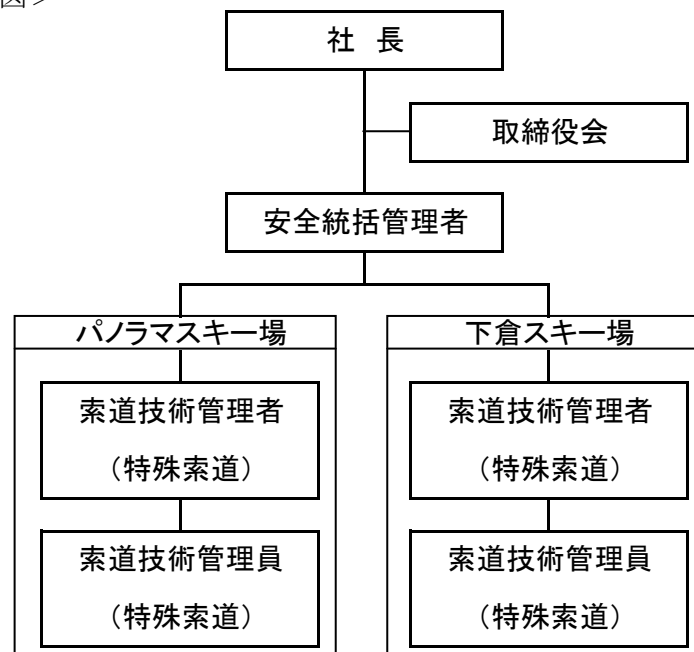 図>
社 長
取締役会
安全統括管理者
パノラマスキー場
索道技術管理者
（特殊索道）
索道技術管理員
（特殊索道）
下倉スキー場
索道技術管理者
（特殊索道）
索道技術管理員
（特殊索道）